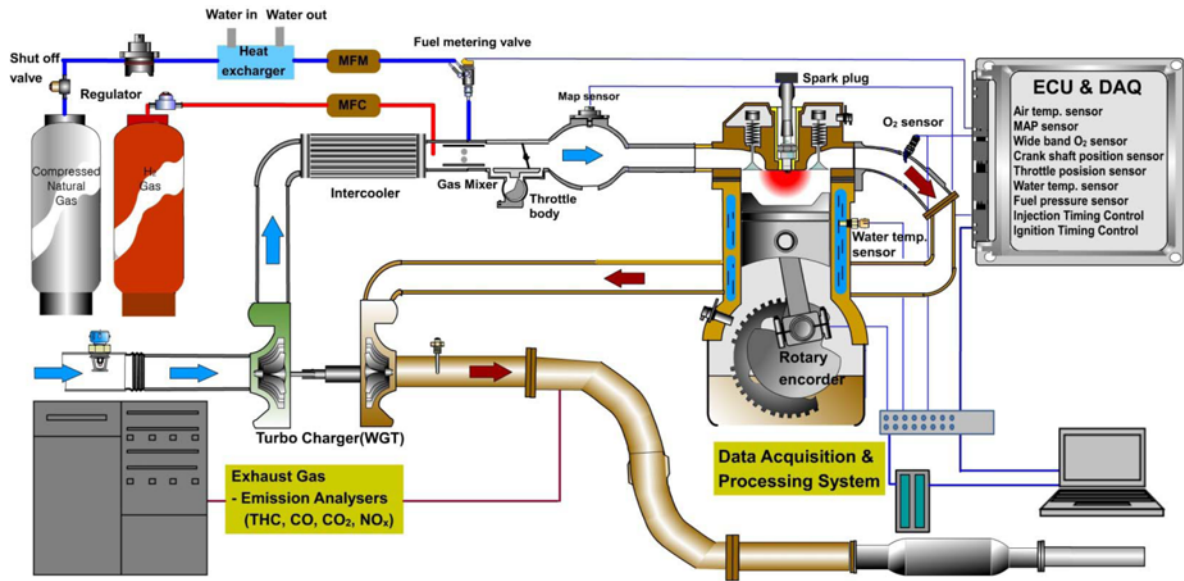 Water in
Water out
Shut off
valve
Heat
excharger
MFM
Fuel metering valve
Regulator
MFC
Map sensor
Spark plug
O₂ sensor
ECU & DAQ
Air temp. sensor
MAP sensor
Wide band O₂ sensor
Crank shaft position sensor
Throttle posision sensor
Water temp. sensor
Fuel pressure sensor
Injection Timing Control
Ignition Timing Control
Compressed
Natural
Gas
H₂
Gas
Intercooler
Gas Mixer
Throttle
body
Water temp.
sensor
Rotary
encorder
Turbo Charger(WGT)
Exhaust Gas
- Emission Analysers
(THC, CO, CO₂, NOₓ)
Data Acquisition &
Processing System